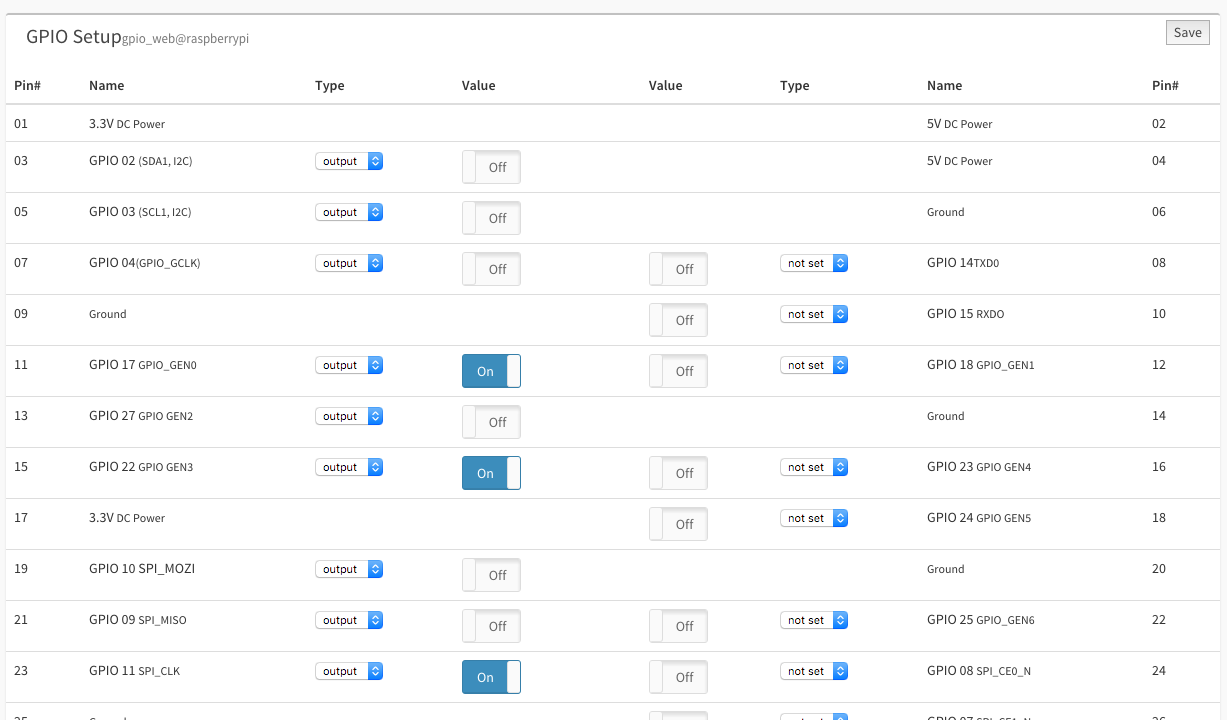 GPIO Setup gpio_web@raspberrypi Save
Pin# Name Type Value Value Type Name Pin#
01 3.3V DC Power 5V DC Power 02
03 GPIO 02 (SDA1, I2C) output Off 5V DC Power 04
05 GPIO 03 (SCL1, I2C) output Off Ground 06
07 GPIO 04(GPIO_GCLK) output Off Off not set GPIO 14TXD0 08
09 Ground Off not set GPIO 15 RXDO 10
11 GPIO 17 GPIO_GEN0 output On Off not set GPIO 18 GPIO_GEN1 12
13 GPIO 27 GPIO GEN2 output Off Ground 14
15 GPIO 22 GPIO GEN3 output On Off not set GPIO 23 GPIO GEN4 16
17 3.3V DC Power Off not set GPIO 24 GPIO GEN5 18
19 GPIO 10 SPI_MOZI output Off Ground 20
21 GPIO 09 SPI_MISO output Off Off not set GPIO 25 GPIO_GEN6 22
23 GPIO 11 SPI_CLK output On Off not set GPIO 08 SPI_CE0_N 24